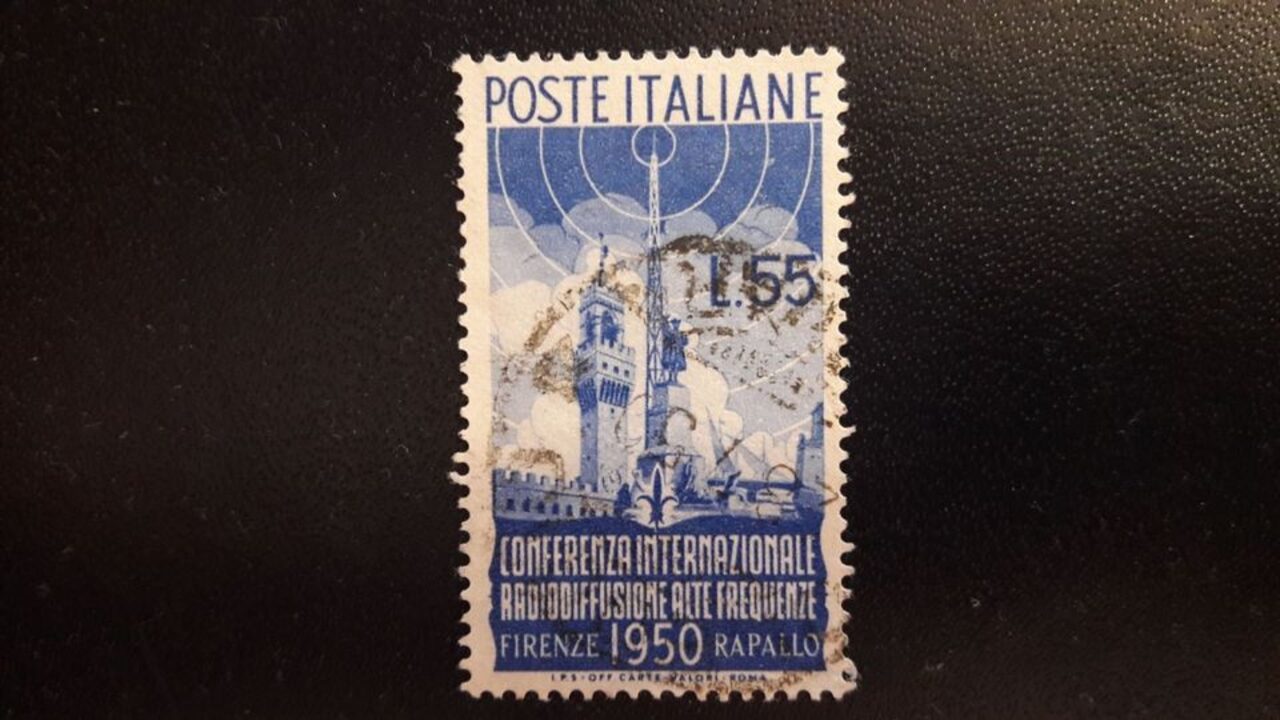 POSTE ITALIANE
L.55
CONFERENZA INTERNAZIONALE
RADIODIFFUSIONE ALTE FREQUENZE
FIRENZE 1950 RAPALLO
I.P.S - OFF CARTE VALORI - ROMA